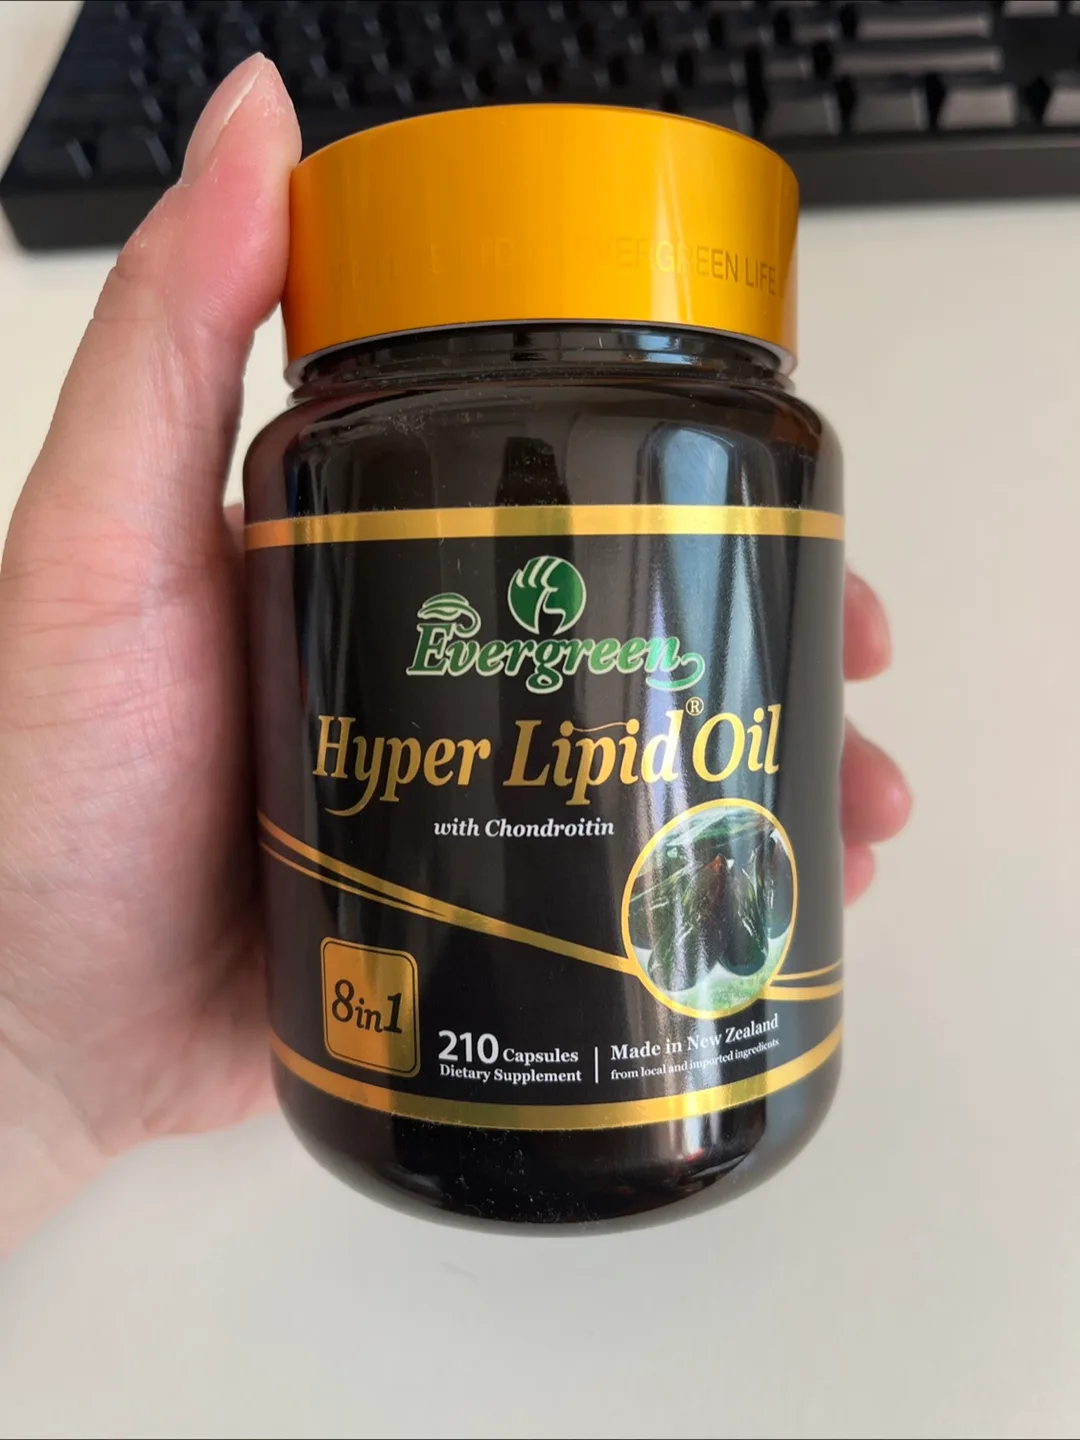 EVERGREEN LIFE
Evergreen
Hyper Lipid® Oil
with Chondroitin
8in1
210 Capsules
Dietary Supplement
Made in New Zealand
from local and imported ingredients